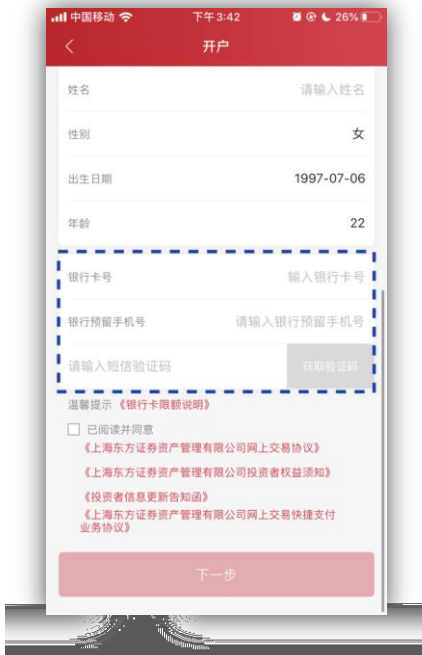 中国移动 下午3:42 26%
开户
姓名 请输入姓名
性别 女
出生日期 1997-07-06
年龄 22
银行卡号 输入银行卡号
银行预留手机号 请输入银行预留手机号
请输入短信验证码 获取验证码
温馨提示《银行卡限额说明》
已阅读并同意
《上海东方证券资产管理有限公司网上交易协议》
《上海东方证券资产管理有限公司投资者权益须知》
《投资者信息更新告知函》
《上海东方证券资产管理有限公司网上交易快捷支付
业务协议》
下一步